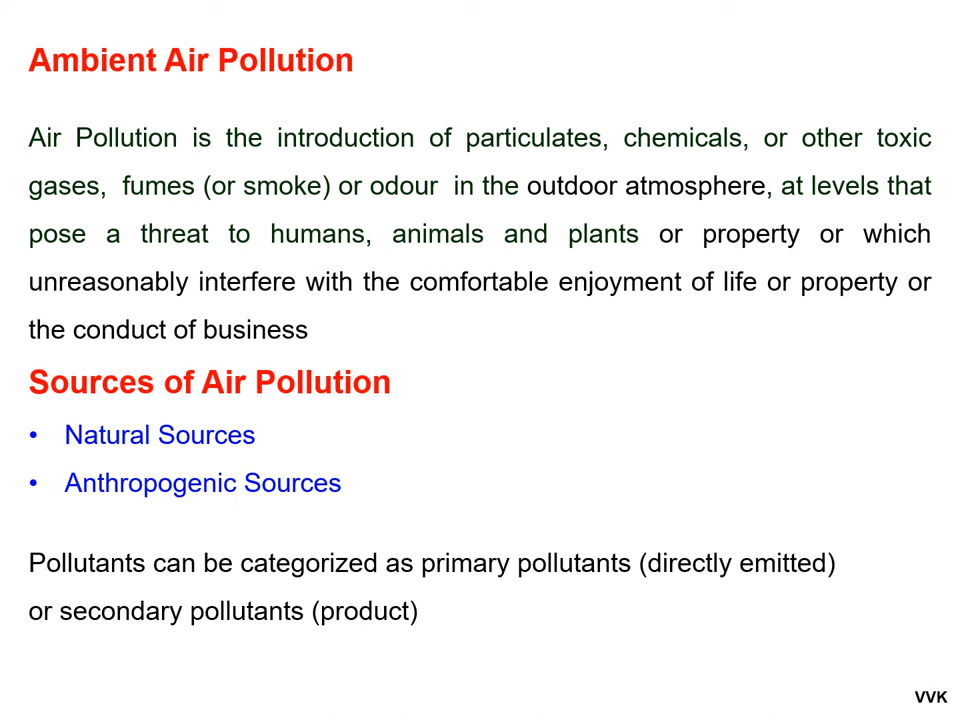 Ambient Air Pollution
Air Pollution is the introduction of particulates, chemicals, or other toxic
gases, fumes (or smoke) or odour in the outdoor atmosphere, at levels that
pose a threat to humans, animals and plants or property or which
unreasonably interfere with the comfortable enjoyment of life or property or
the conduct of business
Sources of Air Pollution
• Natural Sources
• Anthropogenic Sources
Pollutants can be categorized as primary pollutants (directly emitted)
or secondary pollutants (product)
VVK